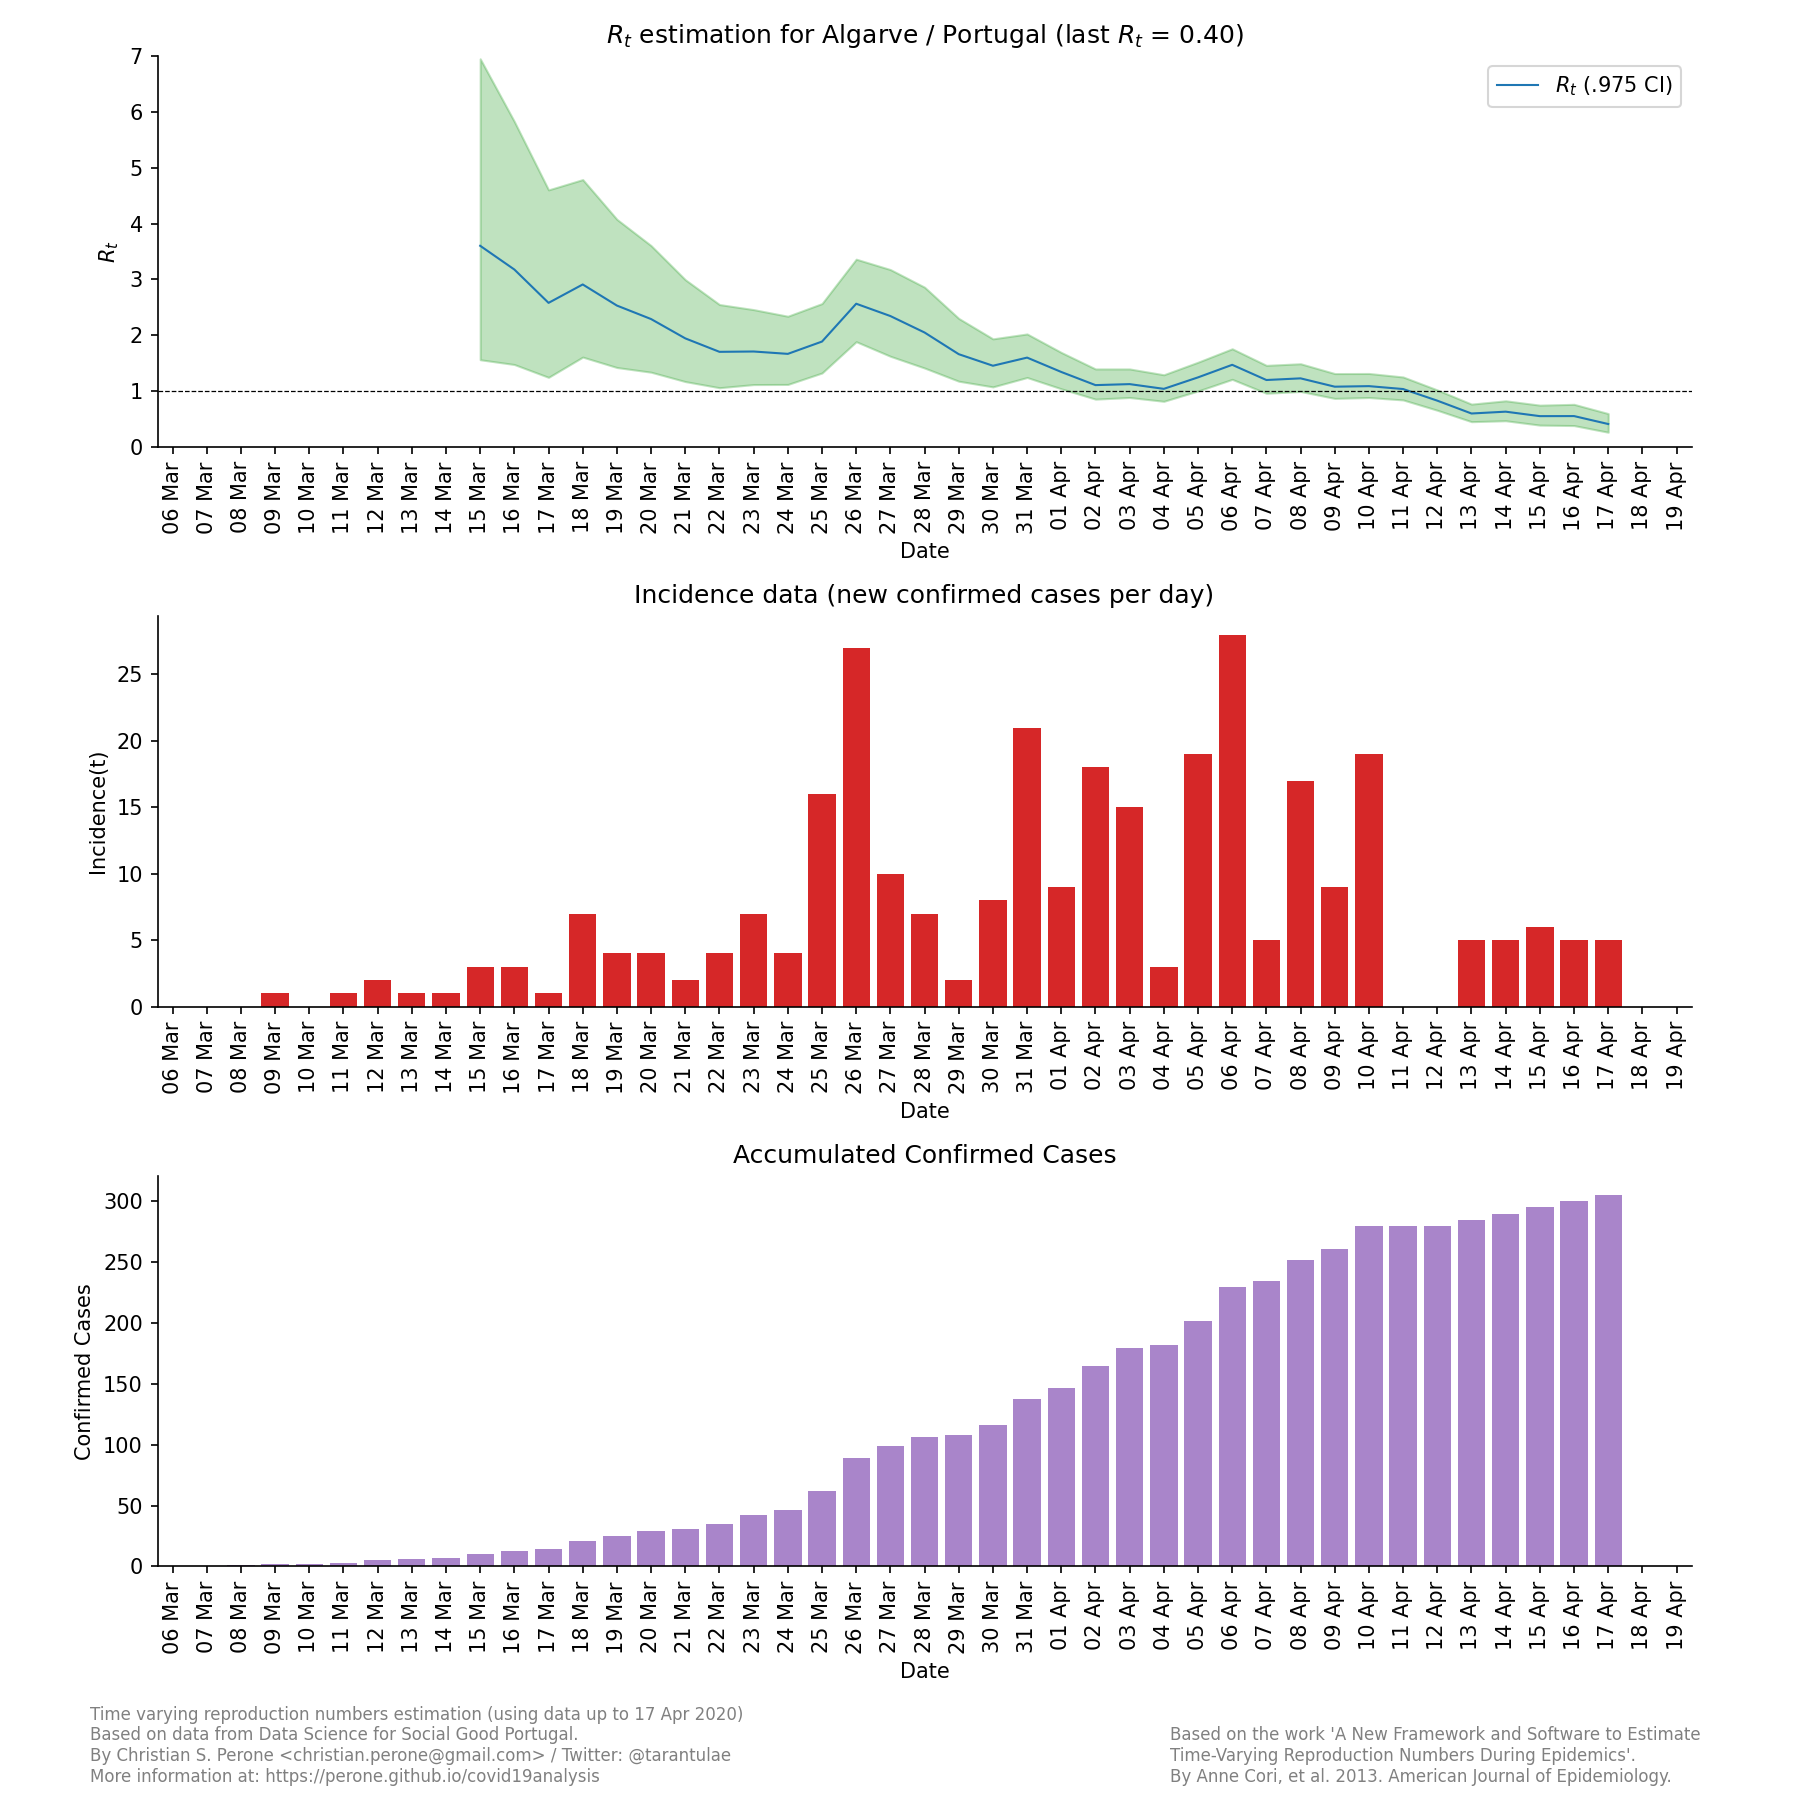 Rt estimation for Algarve / Portugal (last Rt = 0.40)
7
6
5
4
3
2
1
0
Rt
Rt (.975 CI)
06 Mar 07 Mar 08 Mar 09 Mar 10 Mar 11 Mar 12 Mar 13 Mar 14 Mar 15 Mar 16 Mar 17 Mar 18 Mar 19 Mar 20 Mar 21 Mar 22 Mar 23 Mar 24 Mar 25 Mar 26 Mar 27 Mar 28 Mar 29 Mar 30 Mar 31 Mar 01 Apr 02 Apr 03 Apr 04 Apr 05 Apr 06 Apr 07 Apr 08 Apr 09 Apr 10 Apr 11 Apr 12 Apr 13 Apr 14 Apr 15 Apr 16 Apr 17 Apr 18 Apr 19 Apr
Date
Incidence data (new confirmed cases per day)
25
20
15
10
5
0
Incidence(t)
06 Mar 07 Mar 08 Mar 09 Mar 10 Mar 11 Mar 12 Mar 13 Mar 14 Mar 15 Mar 16 Mar 17 Mar 18 Mar 19 Mar 20 Mar 21 Mar 22 Mar 23 Mar 24 Mar 25 Mar 26 Mar 27 Mar 28 Mar 29 Mar 30 Mar 31 Mar 01 Apr 02 Apr 03 Apr 04 Apr 05 Apr 06 Apr 07 Apr 08 Apr 09 Apr 10 Apr 11 Apr 12 Apr 13 Apr 14 Apr 15 Apr 16 Apr 17 Apr 18 Apr 19 Apr
Date
Accumulated Confirmed Cases
300
250
200
150
100
50
0
Confirmed Cases
06 Mar 07 Mar 08 Mar 09 Mar 10 Mar 11 Mar 12 Mar 13 Mar 14 Mar 15 Mar 16 Mar 17 Mar 18 Mar 19 Mar 20 Mar 21 Mar 22 Mar 23 Mar 24 Mar 25 Mar 26 Mar 27 Mar 28 Mar 29 Mar 30 Mar 31 Mar 01 Apr 02 Apr 03 Apr 04 Apr 05 Apr 06 Apr 07 Apr 08 Apr 09 Apr 10 Apr 11 Apr 12 Apr 13 Apr 14 Apr 15 Apr 16 Apr 17 Apr 18 Apr 19 Apr
Date
Time varying reproduction numbers estimation (using data up to 17 Apr 2020)
Based on data from Data Science for Social Good Portugal.
By Christian S. Perone <christian.perone@gmail.com> / Twitter: @tarantulae
More information at: https://perone.github.io/covid19analysis
Based on the work 'A New Framework and Software to Estimate
Time-Varying Reproduction Numbers During Epidemics'.
By Anne Cori, et al. 2013. American Journal of Epidemiology.